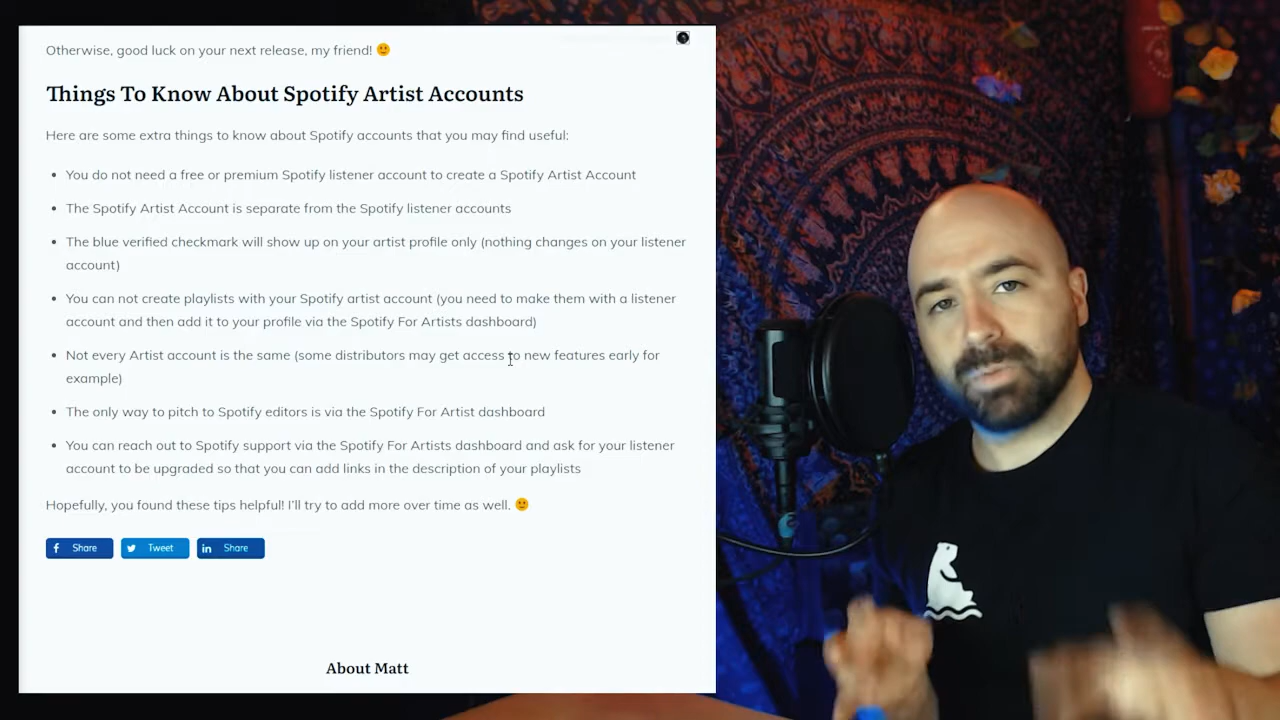 Otherwise, good luck on your next release, my friend! 🙂
Things To Know About Spotify Artist Accounts
Here are some extra things to know about Spotify accounts that you may find useful:
• You do not need a free or premium Spotify listener account to create a Spotify Artist Account
• The Spotify Artist Account is separate from the Spotify listener accounts
• The blue verified checkmark will show up on your artist profile only (nothing changes on your listener
account)
• You can not create playlists with your Spotify artist account (you need to make them with a listener
account and then add it to your profile via the Spotify For Artists dashboard)
• Not every Artist account is the same (some distributors may get access to new features early for
example)
• The only way to pitch to Spotify editors is via the Spotify For Artist dashboard
• You can reach out to Spotify support via the Spotify For Artists dashboard and ask for your listener
account to be upgraded so that you can add links in the description of your playlists
Hopefully, you found these tips helpful! I'll try to add more over time as well. 🙂
Share
Tweet
Share
About Matt